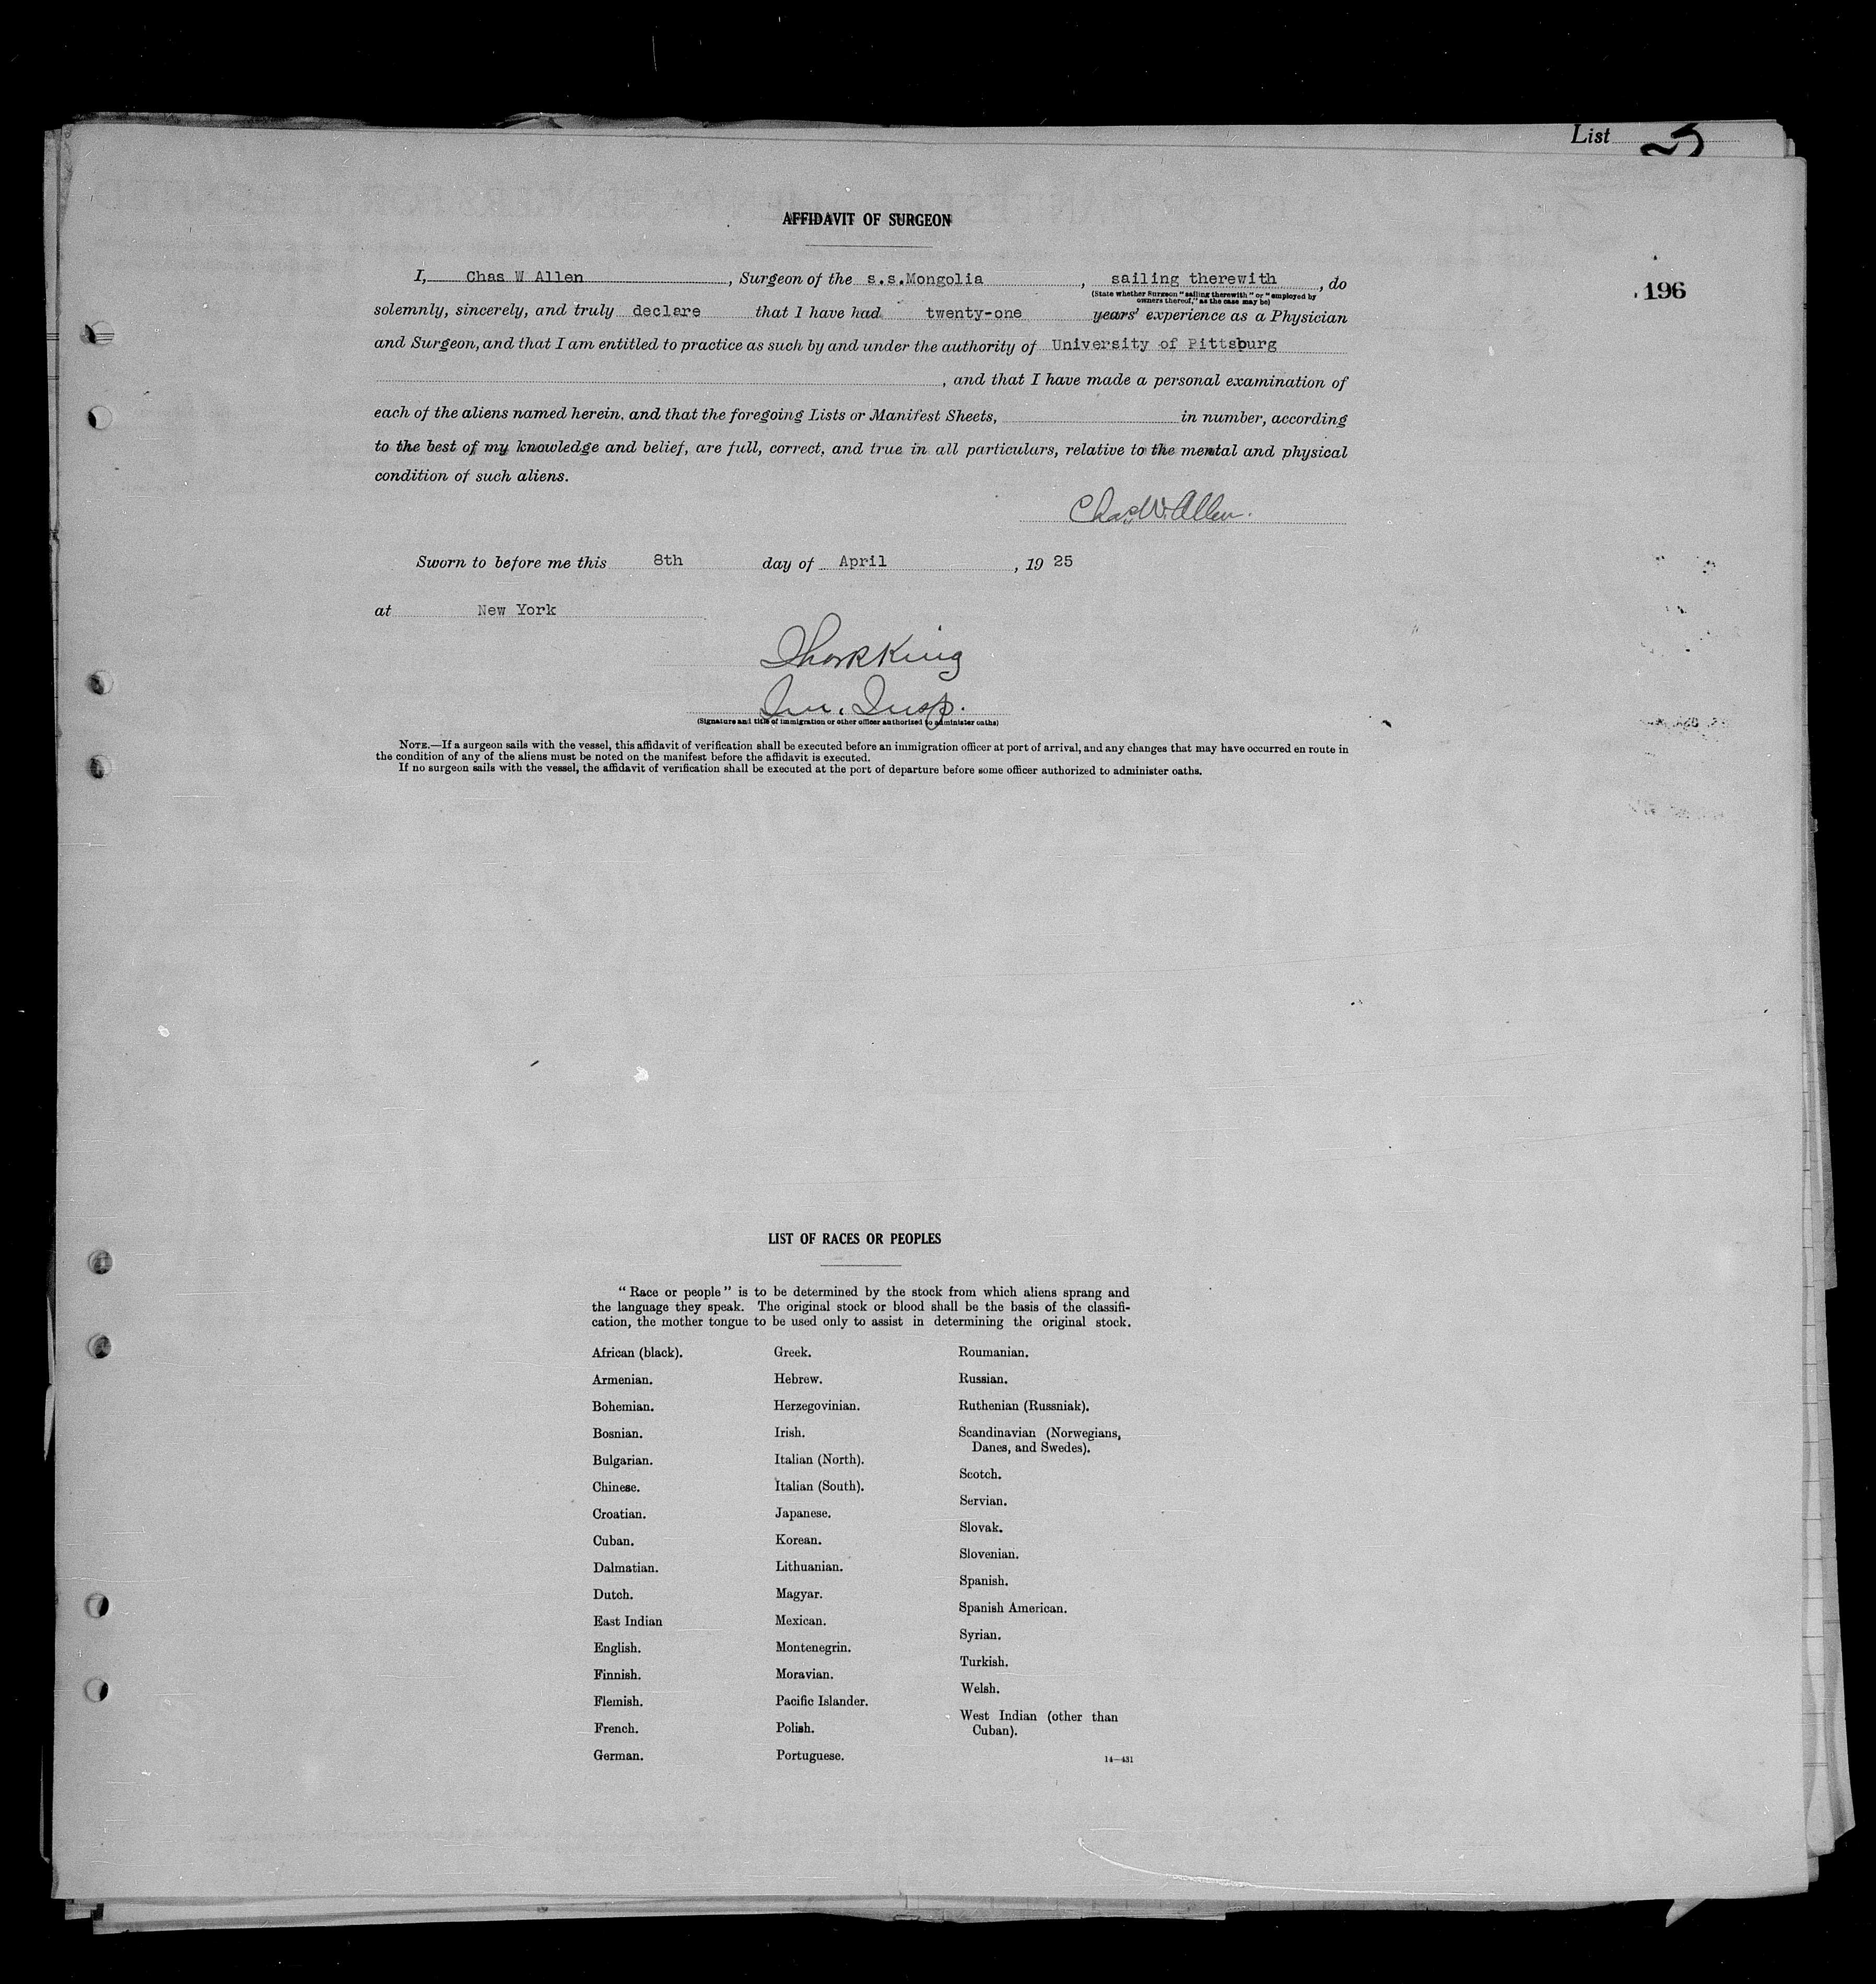 List
AFFIDAVIT OF SURGEON
I, Chas W Allen, Surgeon of the s.s.Mongolia, sailing therewith, do
(State whether Surgeon "sailing therewith" or "employed by
owners thereof," as the case may be)
196
solemnly, sincerely, and truly declare that I have had twenty-one years' experience as a Physician
and Surgeon, and that I am entitled to practice as such by and under the authority of University of Pittsburg
, and that I have made a personal examination of
each of the aliens named herein, and that the foregoing Lists or Manifest Sheets, in number, according
to the best of my knowledge and belief, are full, correct, and true in all particulars, relative to the mental and physical
condition of such aliens.
Chas W. Allen.
Sworn to before me this 8th day of April, 19 25
at New York
King
Im. Insp.
(Signature and title of immigration or other officer authorized to administer oaths)
NOTE.—If a surgeon sails with the vessel, this affidavit of verification shall be executed before an immigration officer at port of arrival, and any changes that may have occurred en route in
the condition of any of the aliens must be noted on the manifest before the affidavit is executed.
If no surgeon sails with the vessel, the affidavit of verification shall be executed at the port of departure before some officer authorized to administer oaths.
LIST OF RACES OR PEOPLES
"Race or people" is to be determined by the stock from which aliens sprang and
the language they speak. The original stock or blood shall be the basis of the classifi-
cation, the mother tongue to be used only to assist in determining the original stock.
African (black).
Armenian.
Bohemian.
Bosnian.
Bulgarian.
Chinese.
Croatian.
Cuban.
Dalmatian.
Dutch.
East Indian
English.
Finnish.
Flemish.
French.
German.
Greek.
Hebrew.
Herzegovinian.
Irish.
Italian (North).
Italian (South).
Japanese.
Korean.
Lithuanian.
Magyar.
Mexican.
Montenegrin.
Moravian.
Pacific Islander.
Polish.
Portuguese.
Roumanian.
Russian.
Ruthenian (Russniak).
Scandinavian (Norwegians,
Danes, and Swedes).
Scotch.
Servian.
Slovak.
Slovenian.
Spanish.
Spanish American.
Syrian.
Turkish.
Welsh.
West Indian (other than
Cuban).
14—431